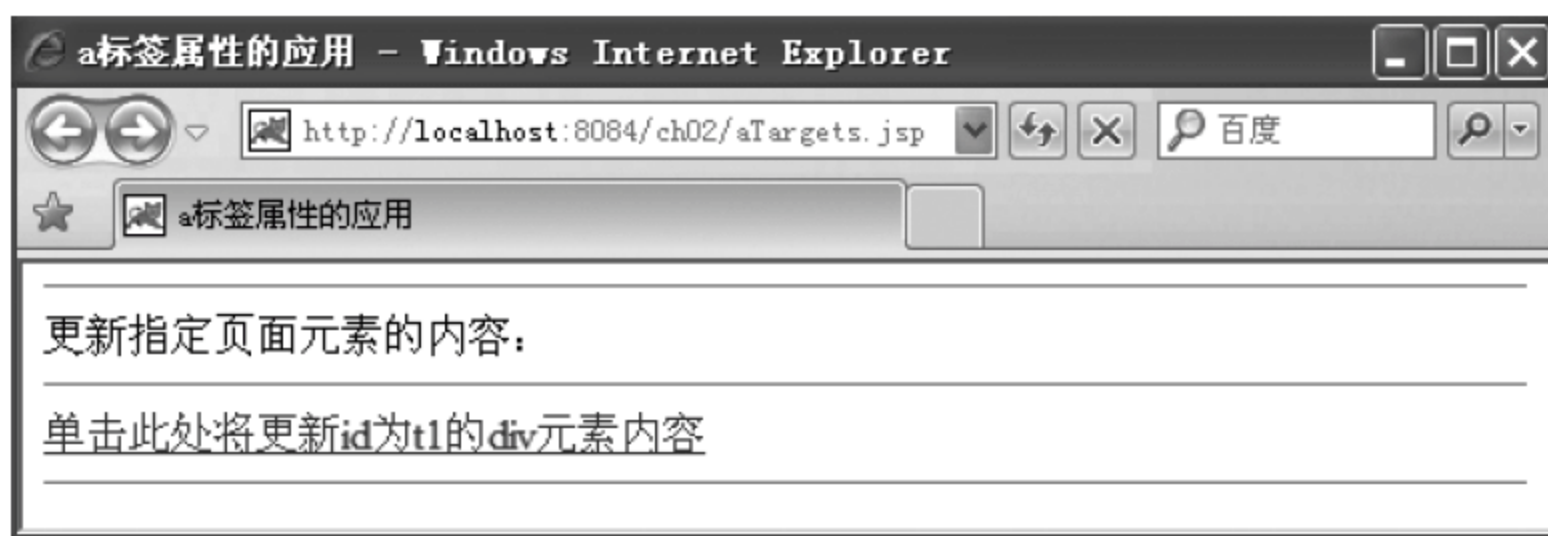 a标签属性的应用 - Windows Internet Explorer
http://localhost:8084/ch02/aTargets.jsp
百度
a标签属性的应用
更新指定页面元素的内容：
单击此处将更新id为t1的div元素内容